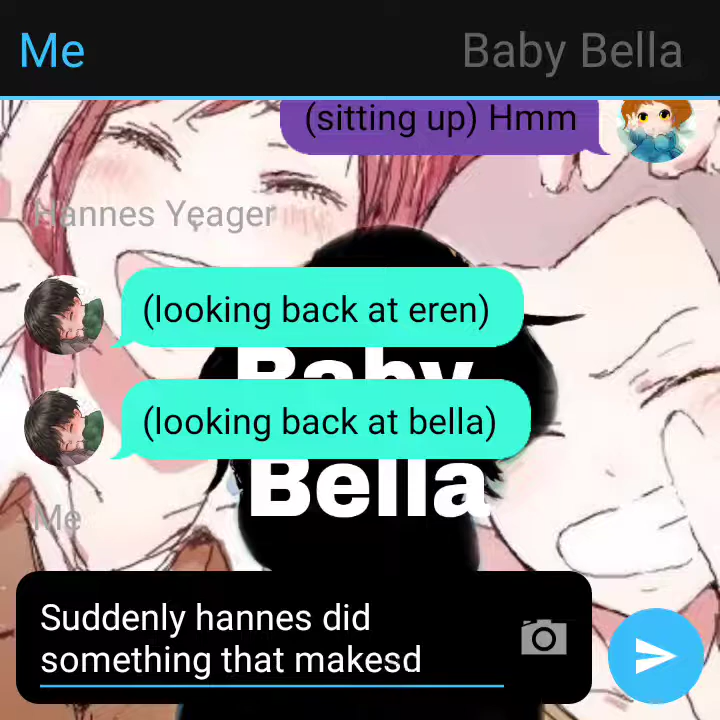 Me
Baby Bella
(sitting up) Hmm
Hannes Yeager
(looking back at eren)
Baby
(looking back at bella)
Bella
Me
Suddenly hannes did
something that makesd